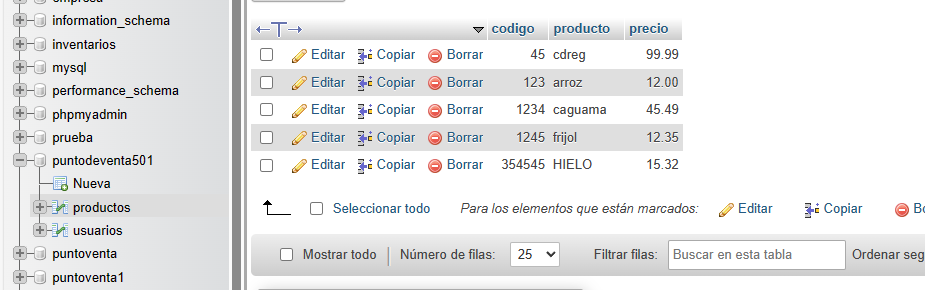 information_schema
inventarios
mysql
performance_schema
phpmyadmin
prueba
puntodeventa501
Nueva
productos
usuarios
puntoventa
puntoventa1
codigo producto precio
Editar Copiar Borrar 45 cdreg 99.99
Editar Copiar Borrar 123 arroz 12.00
Editar Copiar Borrar 1234 caguama 45.49
Editar Copiar Borrar 1245 frijol 12.35
Editar Copiar Borrar 354545 HIELO 15.32
Seleccionar todo Para los elementos que están marcados: Editar Copiar
Mostrar todo Número de filas: 25 Filtrar filas: Buscar en esta tabla Ordenar seg